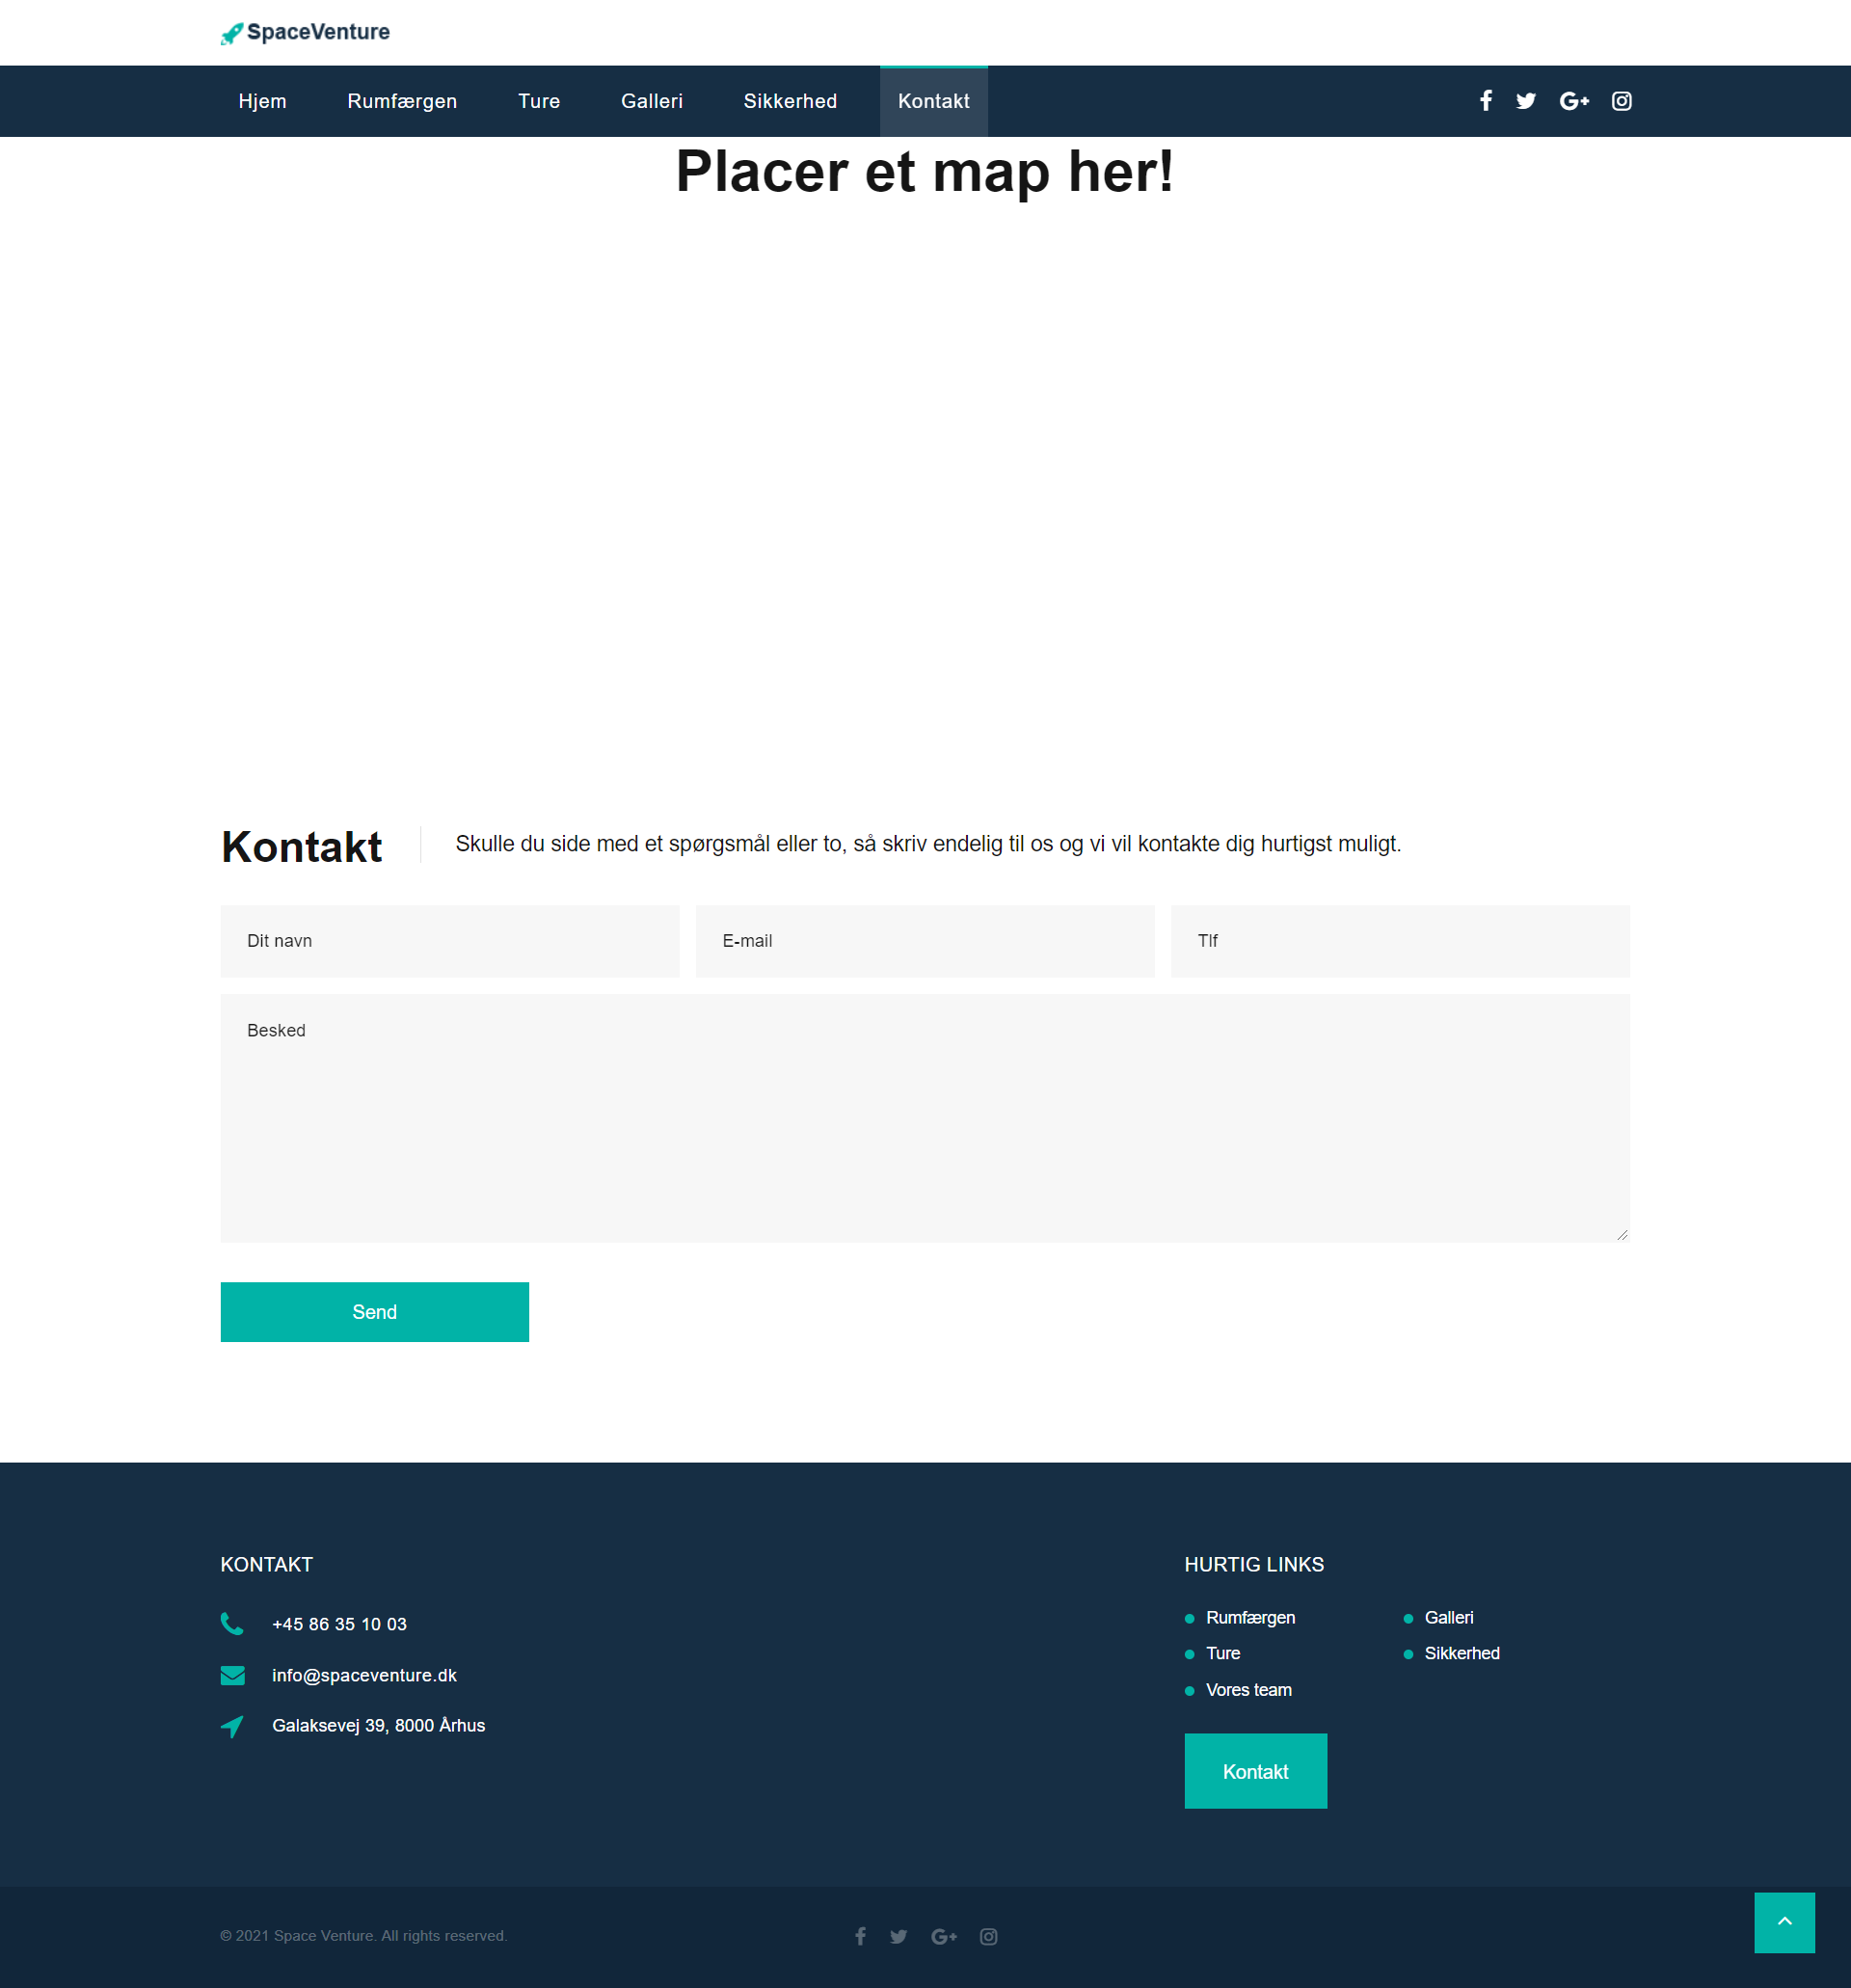 SpaceVenture
Hjem Rumfærgen Ture Galleri Sikkerhed Kontakt
Placer et map her!
Kontakt
Skulle du side med et spørgsmål eller to, så skriv endelig til os og vi vil kontakte dig hurtigst muligt.
Dit navn E-mail Tlf
Besked
Send
KONTAKT
+45 86 35 10 03
info@spaceventure.dk
Galaksevej 39, 8000 Århus
HURTIG LINKS
Rumfærgen Galleri
Ture Sikkerhed
Vores team
Kontakt
© 2021 Space Venture. All rights reserved.